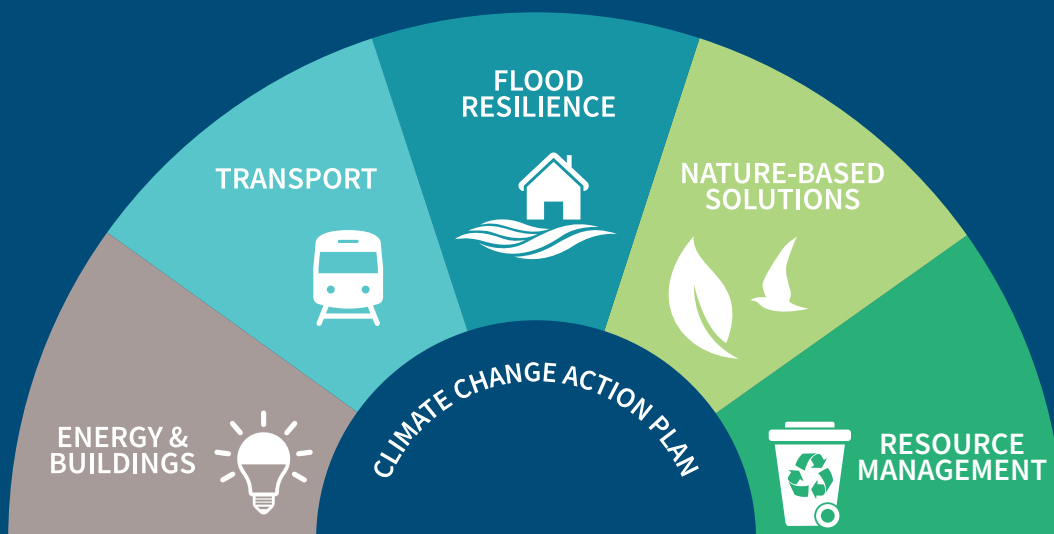 FLOOD
RESILIENCE
TRANSPORT
NATURE-BASED
SOLUTIONS
CLIMATE CHANGE ACTION PLAN
ENERGY &
BUILDINGS
RESOURCE
MANAGEMENT